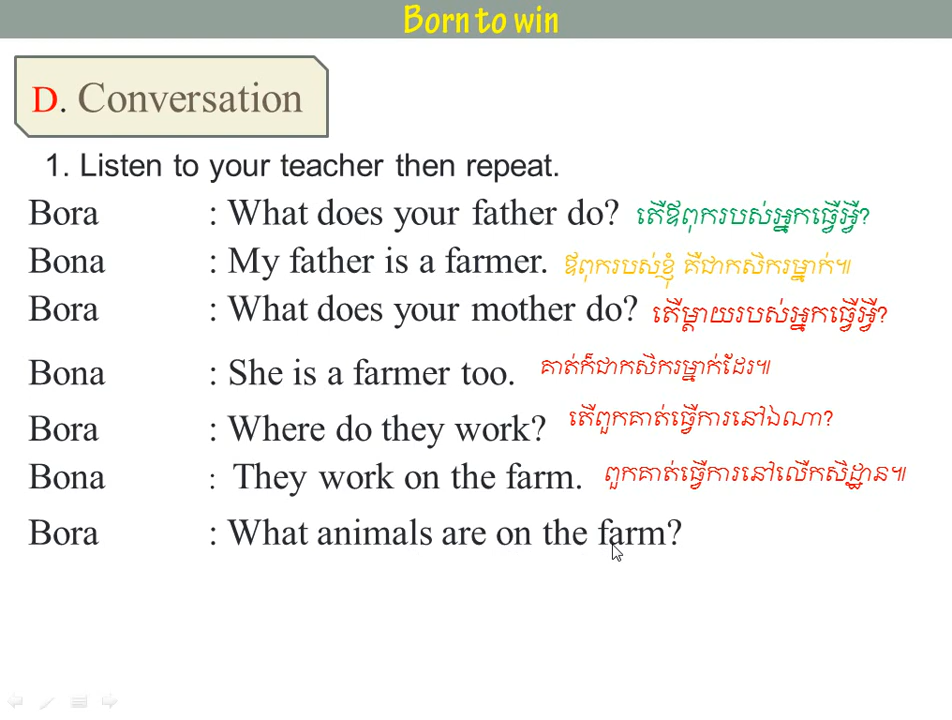 Born to win
D. Conversation
1. Listen to your teacher then repeat.
Bora : What does your father do? តើឪពុករបស់អ្នកធ្វើអ្វី?
Bona : My father is a farmer. ឪពុករបស់ខ្ញុំ គឺជាកសិករម្នាក់។
Bora : What does your mother do? តើម្ដាយរបស់អ្នកធ្វើអ្វី?
Bona : She is a farmer too. គាត់ក៏ជាកសិករម្នាក់ដែរ។
Bora : Where do they work? តើពួកគាត់ធ្វើការនៅឯណា?
Bona : They work on the farm. ពួកគាត់ធ្វើការនៅលើកសិដ្ឋាន។
Bora : What animals are on the farm?